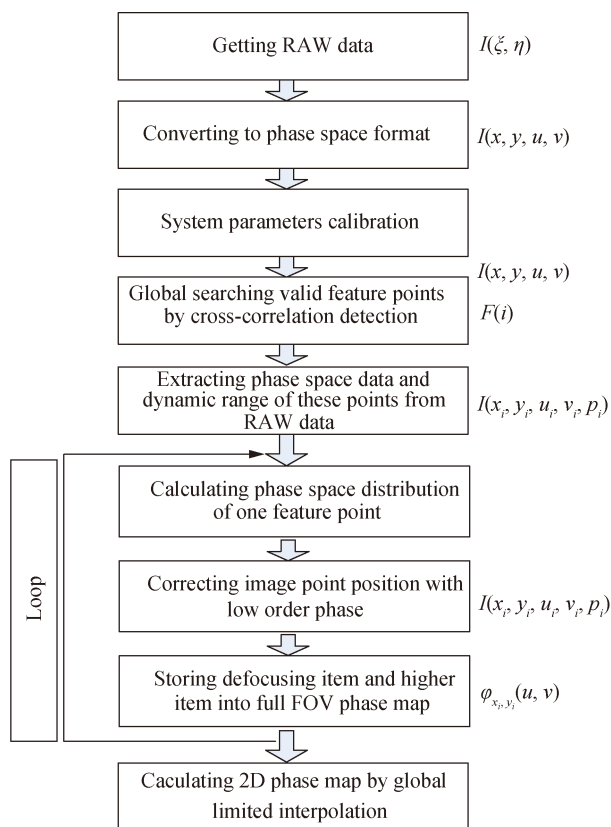 Getting RAW data
I(ξ, η)
Converting to phase space format
I(x, y, u, v)
System parameters calibration
I(x, y, u, v)
Global searching valid feature points
by cross-correlation detection
F(i)
Extracting phase space data and
dynamic range of these points from
RAW data
I(xᵢ, yᵢ, uᵢ, vᵢ, pᵢ)
Loop
Calculating phase space distribution
of one feature point
Correcting image point position with
low order phase
I(xᵢ, yᵢ, uᵢ, vᵢ, pᵢ)
Storing defocusing item and higher
item into full FOV phase map
φxᵢ, yᵢ(u, v)
Caculating 2D phase map by global
limited interpolation